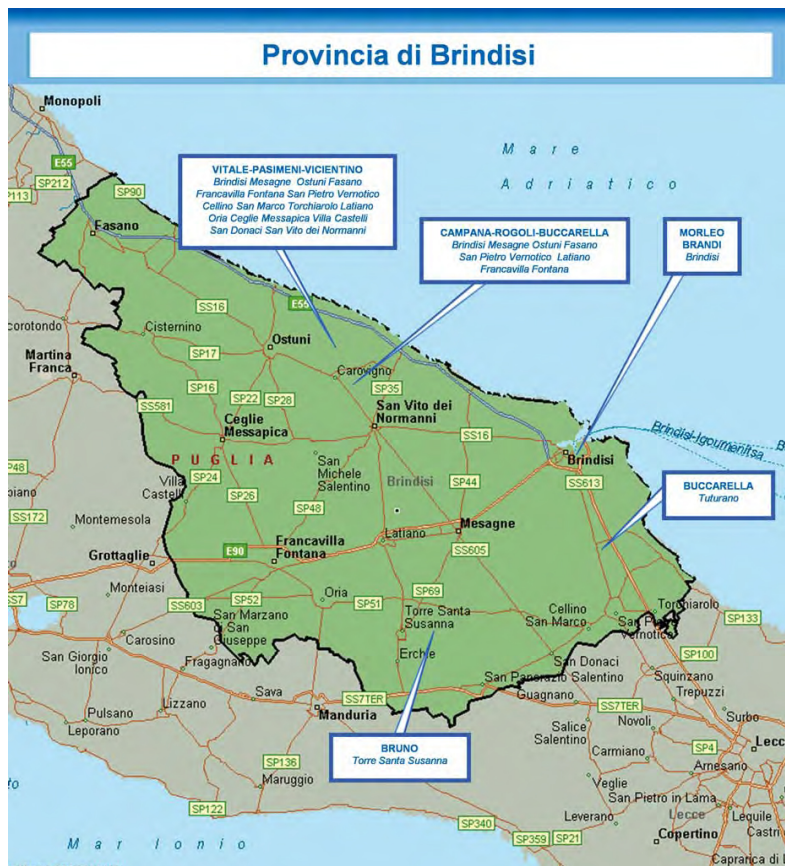 Provincia di Brindisi
Monopoli
E55
SP212
SP90
Mare
Adriatico
VITALE-PASIMENI-VICIENTINO
Brindisi Mesagne Ostuni Fasano
Francavilla Fontana San Pietro Vernotico
Cellino San Marco Torchiarolo Latiano
Oria Ceglie Messapica Villa Castelli
San Donaci San Vito dei Normanni
CAMPANA-ROGOLI-BUCCARELLA
Brindisi Mesagne Ostuni Fasano
San Pietro Vernotico Latiano
Francavilla Fontana
MORLEO
BRANDI
Brindisi
Fasano
SS16
E55
corotondo
Cisternino
Ostuni
Martina
Franca
SP17
Carovigno
SP16
SP22
SP28
SP35
SS581
Ceglie
Messapica
San Vito dei
Normanni
SS16
Brindisi-Igoumenitsa
PUGLIA
San
Michele
Salentino
Brindisi
Brindisi
SP48
Villa
Castelli
SP24
SP26
SP48
SP44
SS613
BUCCARELLA
Tuturano
SS172
Montemesola
Latiano
Mesagne
Grottaglie
E90
Francavilla
Fontana
SS605
Monteiasi
SS7
SP78
SS603
SP52
Oria
SP51
SP69
Torre Santa
Susanna
Cellino
San Marco
Torchiarolo
SP133
San Marzano
di San
Giuseppe
Carosino
San Giorgio
Ionico
Fragagnano
Erchie
San Donaci
San Pancrazio Salentino
Vernotica
SP100
Squinzano
Trepuzzi
Sava
Lizzano
Pulsano
Leporano
Manduria
SS7TER
Guagnano
SS7TER
Salice
Salentino
Novoli
Surbo
BRUNO
Torre Santa Susanna
Carmiano
SP4
Lecc
Arnesano
SP136
Maruggio
Veglie
San Pietro in Lama
SP122
Leverano
Lecce
Lequile
Castri
SP340
SP359
SP21
Copertino
Caprarica di L
Mar Ionio